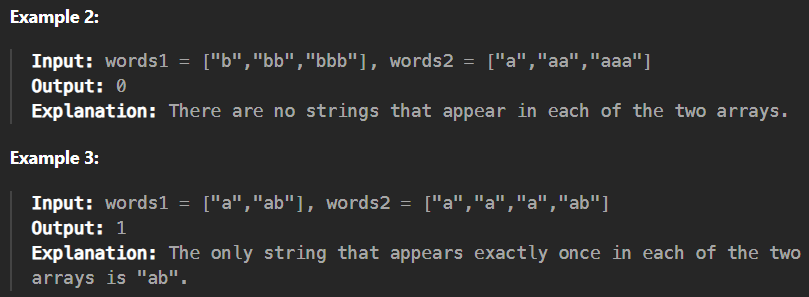 Example 2:
Input: words1 = ["b","bb","bbb"], words2 = ["a","aa","aaa"]
Output: 0
Explanation: There are no strings that appear in each of the two arrays.
Example 3:
Input: words1 = ["a","ab"], words2 = ["a","a","a","ab"]
Output: 1
Explanation: The only string that appears exactly once in each of the two
arrays is "ab".